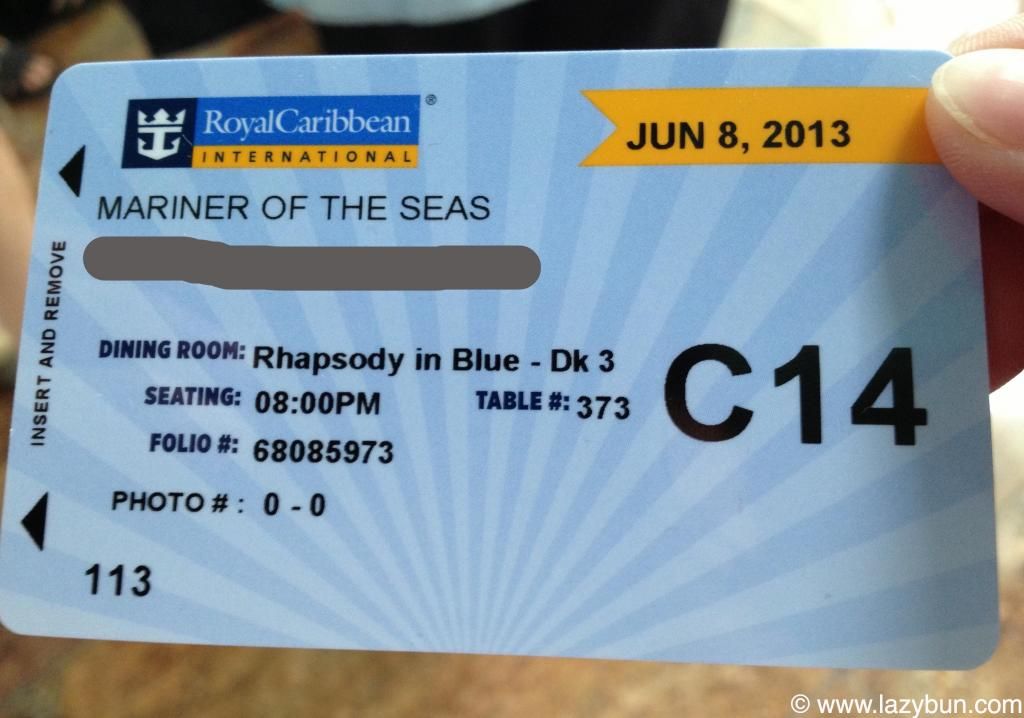 RoyalCaribbean®
INTERNATIONAL
JUN 8, 2013
MARINER OF THE SEAS
INSERT AND REMOVE
DINING ROOM: Rhapsody in Blue - Dk 3
SEATING: 08:00PM TABLE #: 373
C14
FOLIO #: 68085973
PHOTO # : 0 - 0
113
© www.lazybun.com